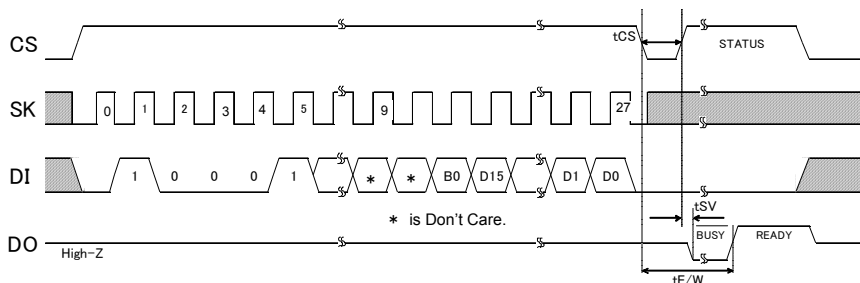 CS tCS STATUS
SK 0 1 2 3 4 5 9 27
DI 1 0 0 0 1 * * B0 D15 D1 D0
* is Don't Care.
tSV
DO High-Z BUSY READY
tE/W